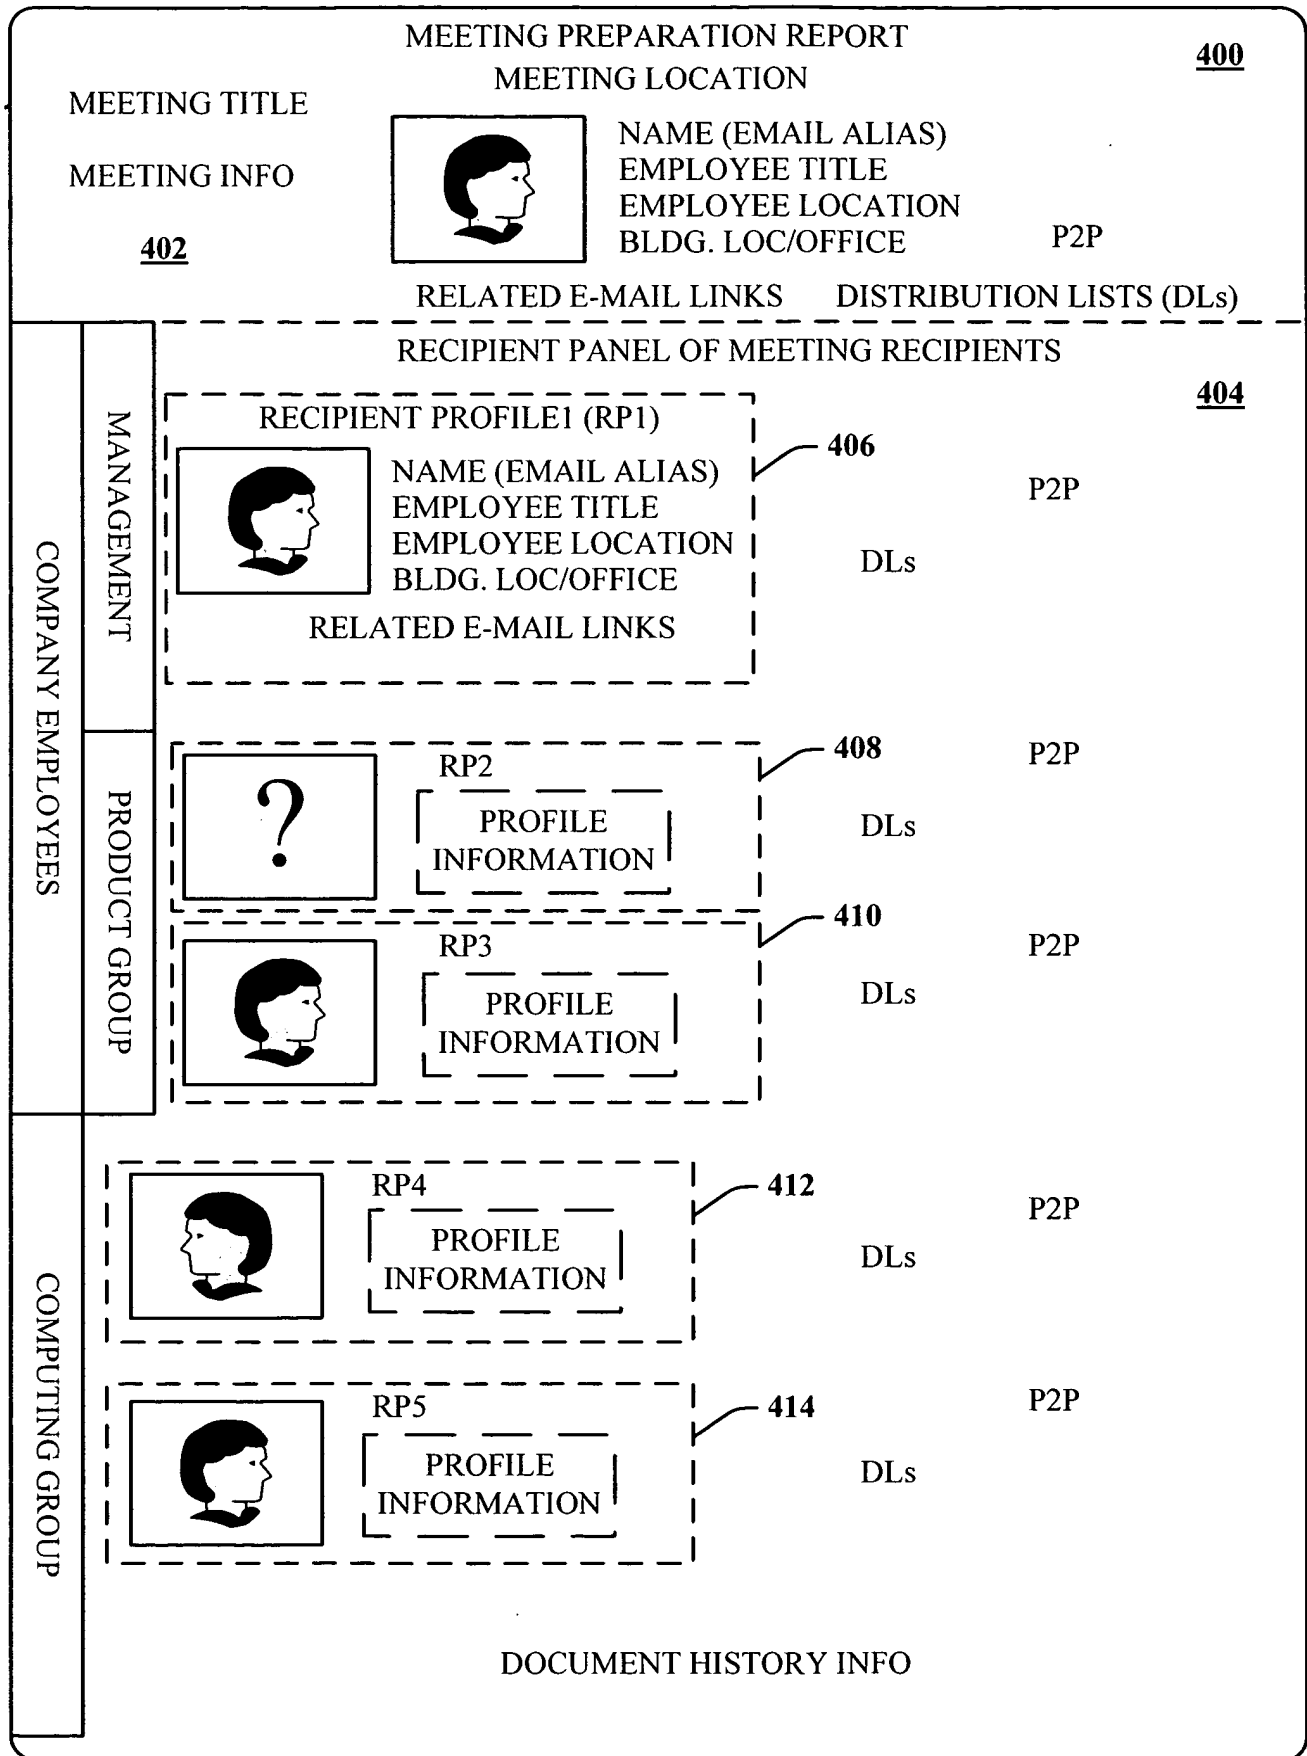 MEETING PREPARATION REPORT
400
MEETING LOCATION
MEETING TITLE
NAME (EMAIL ALIAS)
MEETING INFO
EMPLOYEE TITLE
EMPLOYEE LOCATION
402
BLDG. LOC/OFFICE
P2P
RELATED E-MAIL LINKS
DISTRIBUTION LISTS (DLs)
RECIPIENT PANEL OF MEETING RECIPIENTS
404
COMPANY EMPLOYEES
MANAGEMENT
RECIPIENT PROFILE1 (RP1)
406
NAME (EMAIL ALIAS)
EMPLOYEE TITLE
EMPLOYEE LOCATION
BLDG. LOC/OFFICE
RELATED E-MAIL LINKS
P2P
DLs
PRODUCT GROUP
?
RP2
PROFILE
INFORMATION
408
P2P
DLs
RP3
PROFILE
INFORMATION
410
P2P
DLs
COMPUTING GROUP
RP4
PROFILE
INFORMATION
412
P2P
DLs
RP5
PROFILE
INFORMATION
414
P2P
DLs
DOCUMENT HISTORY INFO